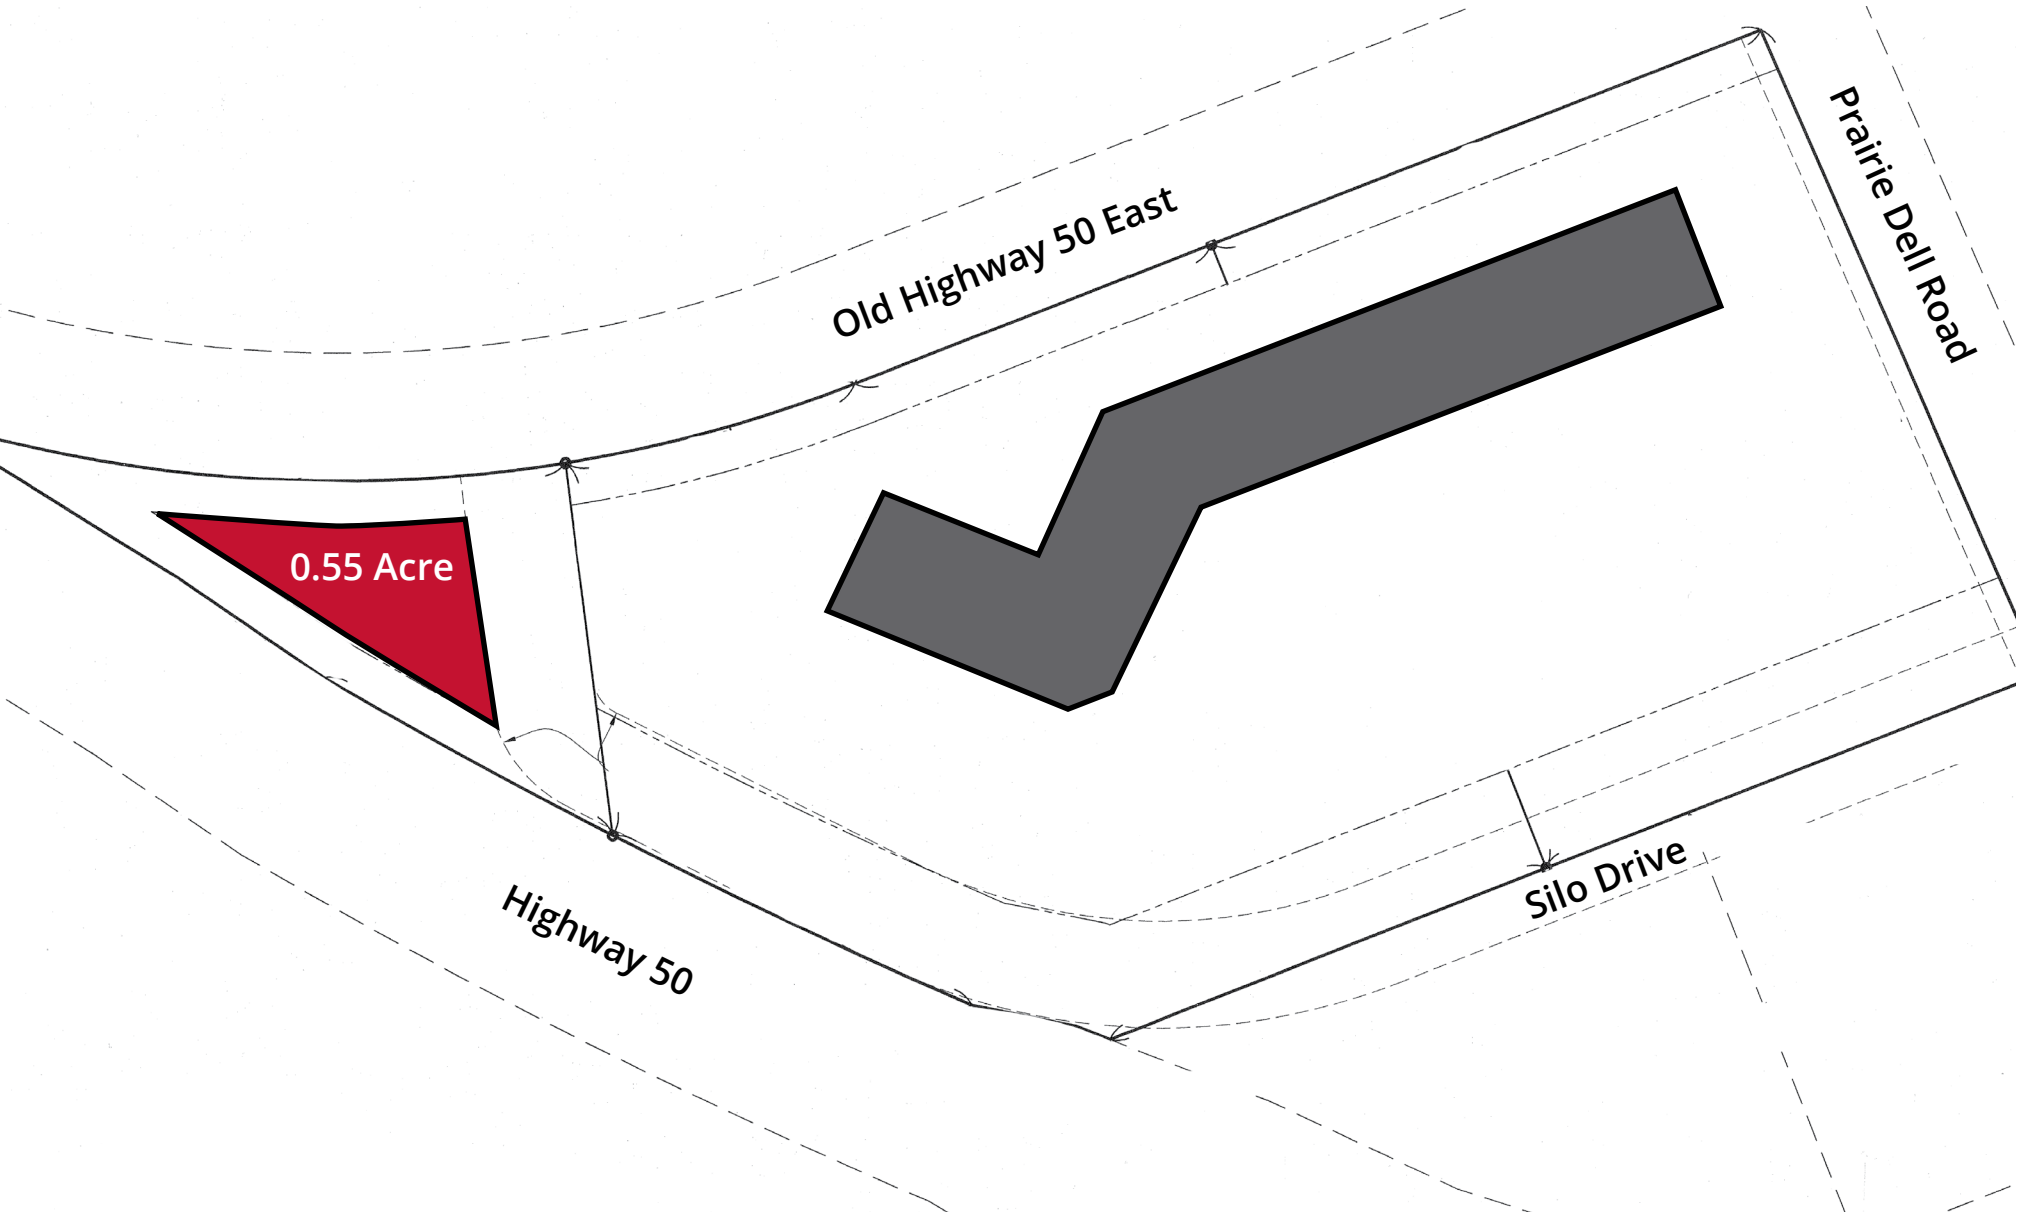 Prairie Dell Road
Old Highway 50 East
0.55 Acre
Silo Drive
Highway 50